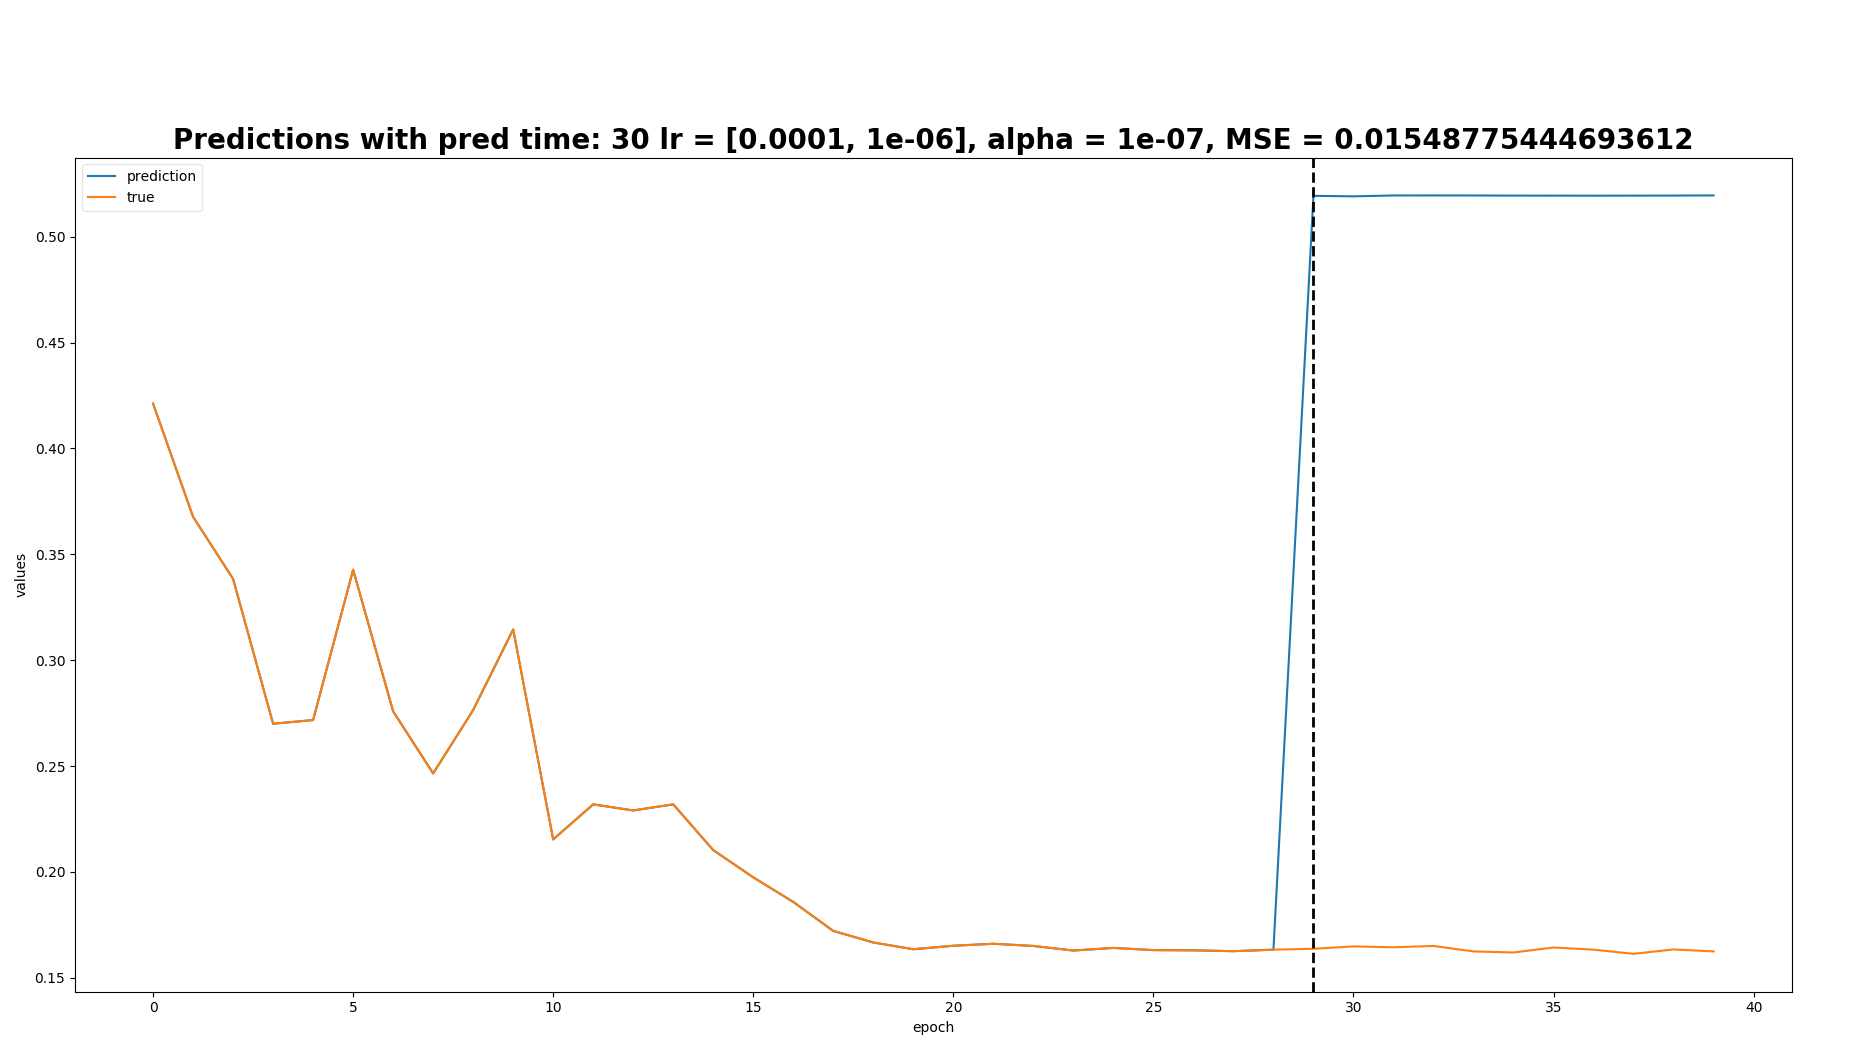 Predictions with pred time: 30 lr = [0.0001, 1e-06], alpha = 1e-07, MSE = 0.01548775444693612
prediction
true
0.50
0.45
0.40
0.35
0.30
0.25
0.20
0.15
values
0 5 10 15 20 25 30 35 40
epoch